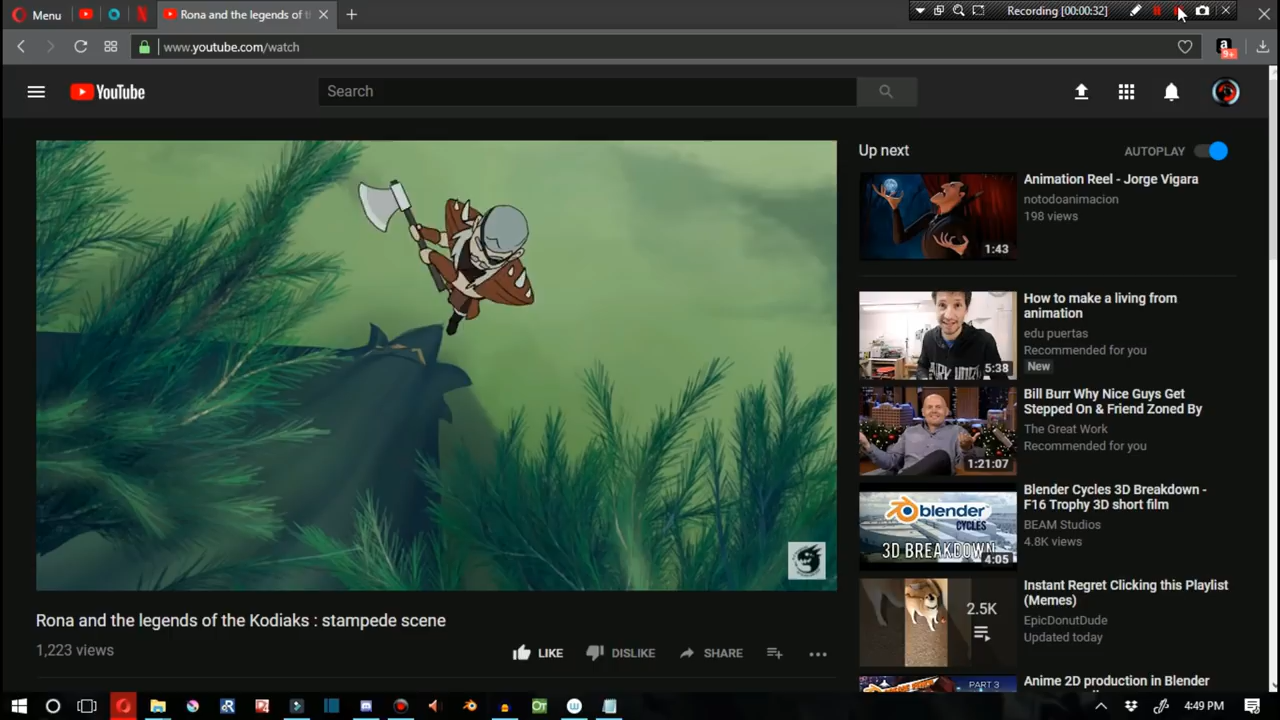 Menu
Rona and the legends of t
Recording [00:00:32]
www.youtube.com/watch
a
9+
YouTube
Search
Up next
AUTOPLAY
1:43
Animation Reel - Jorge Vigara
notodoanimacion
198 views
5:38
How to make a living from
animation
edu puertas
Recommended for you
New
1:21:07
Bill Burr Why Nice Guys Get
Stepped On & Friend Zoned By
The Great Work
Recommended for you
blender
CYCLES
3D BREAKDOWN
4:05
Blender Cycles 3D Breakdown -
F16 Trophy 3D short film
BEAM Studios
4.8K views
2.5K
Instant Regret Clicking this Playlist
(Memes)
EpicDonutDude
Updated today
PART 3
Anime 2D production in Blender
Rona and the legends of the Kodiaks : stampede scene
1,223 views
LIKE
DISLIKE
SHARE
4:49 PM